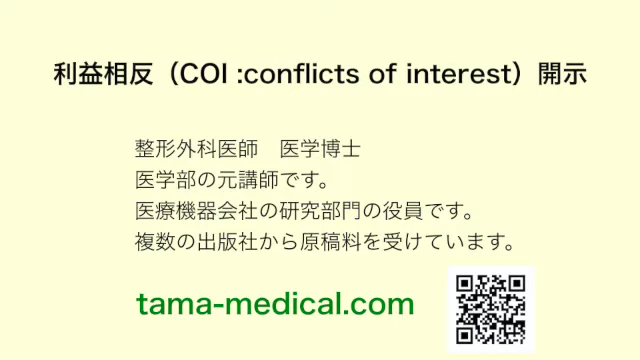 利益相反（COI :conflicts of interest）開示
整形外科医師　医学博士
医学部の元講師です。
医療機器会社の研究部門の役員です。
複数の出版社から原稿料を受けています。
tama-medical.com